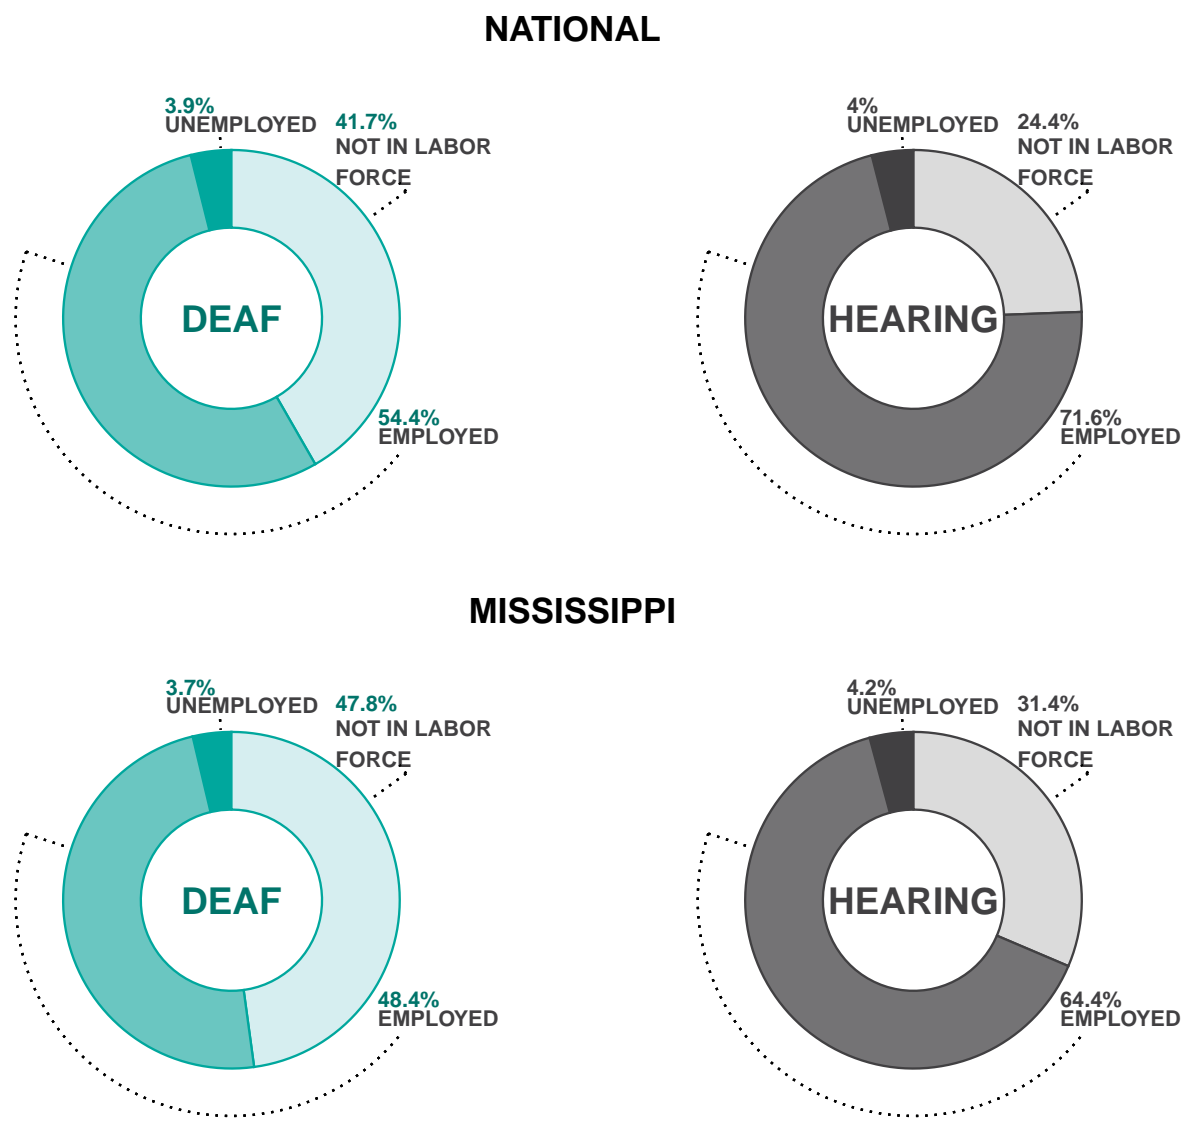 NATIONAL
3.9%
UNEMPLOYED
41.7%
NOT IN LABOR
FORCE
DEAF
54.4%
EMPLOYED
4%
UNEMPLOYED
24.4%
NOT IN LABOR
FORCE
HEARING
71.6%
EMPLOYED
MISSISSIPPI
3.7%
UNEMPLOYED
47.8%
NOT IN LABOR
FORCE
DEAF
48.4%
EMPLOYED
4.2%
UNEMPLOYED
31.4%
NOT IN LABOR
FORCE
HEARING
64.4%
EMPLOYED